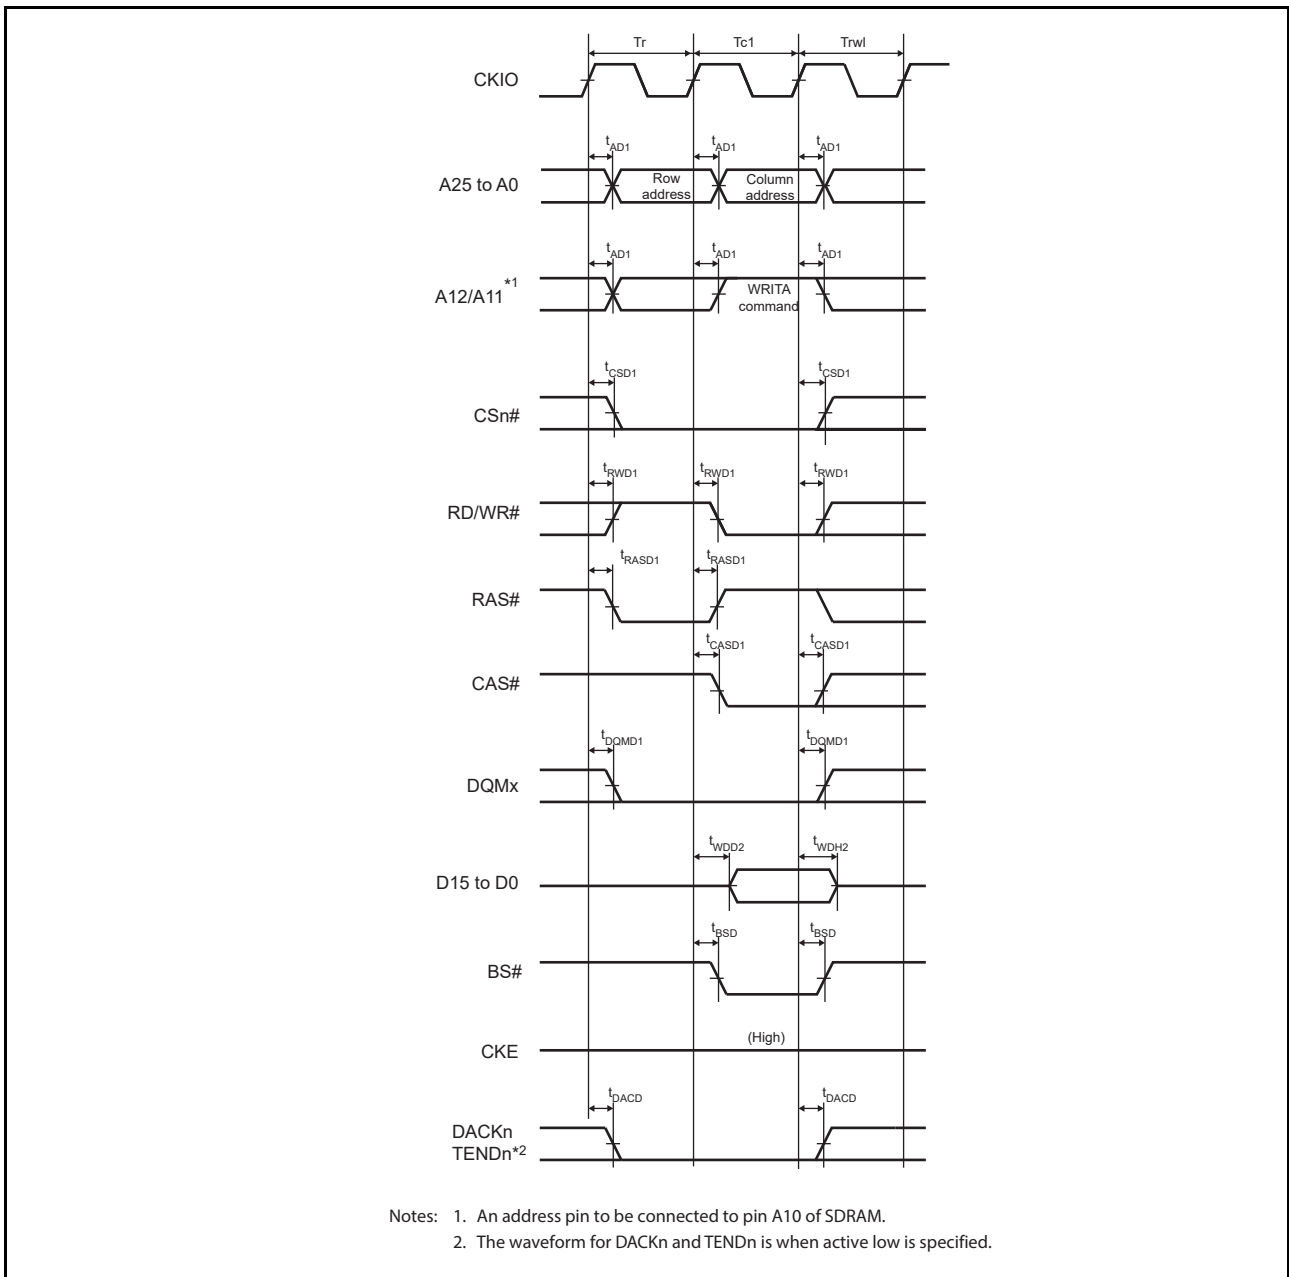 Tr Tc1 Trwl
CKIO
tAD1 tAD1 tAD1
A25 to A0
Row
address
Column
address
tAD1 tAD1 tAD1
A12/A11*1
WRITA
command
tCSD1 tCSD1
CSn#
tRWD1 tRWD1 tRWD1
RD/WR#
tRASD1 tRASD1
RAS#
tCASD1 tCASD1
CAS#
tDQMD1 tDQMD1
DQMx
tWDD2 tWDH2
D15 to D0
tBSD tBSD
BS#
(High)
CKE
tDACD tDACD
DACKn
TENDn*2
Notes: 1. An address pin to be connected to pin A10 of SDRAM.
2. The waveform for DACKn and TENDn is when active low is specified.